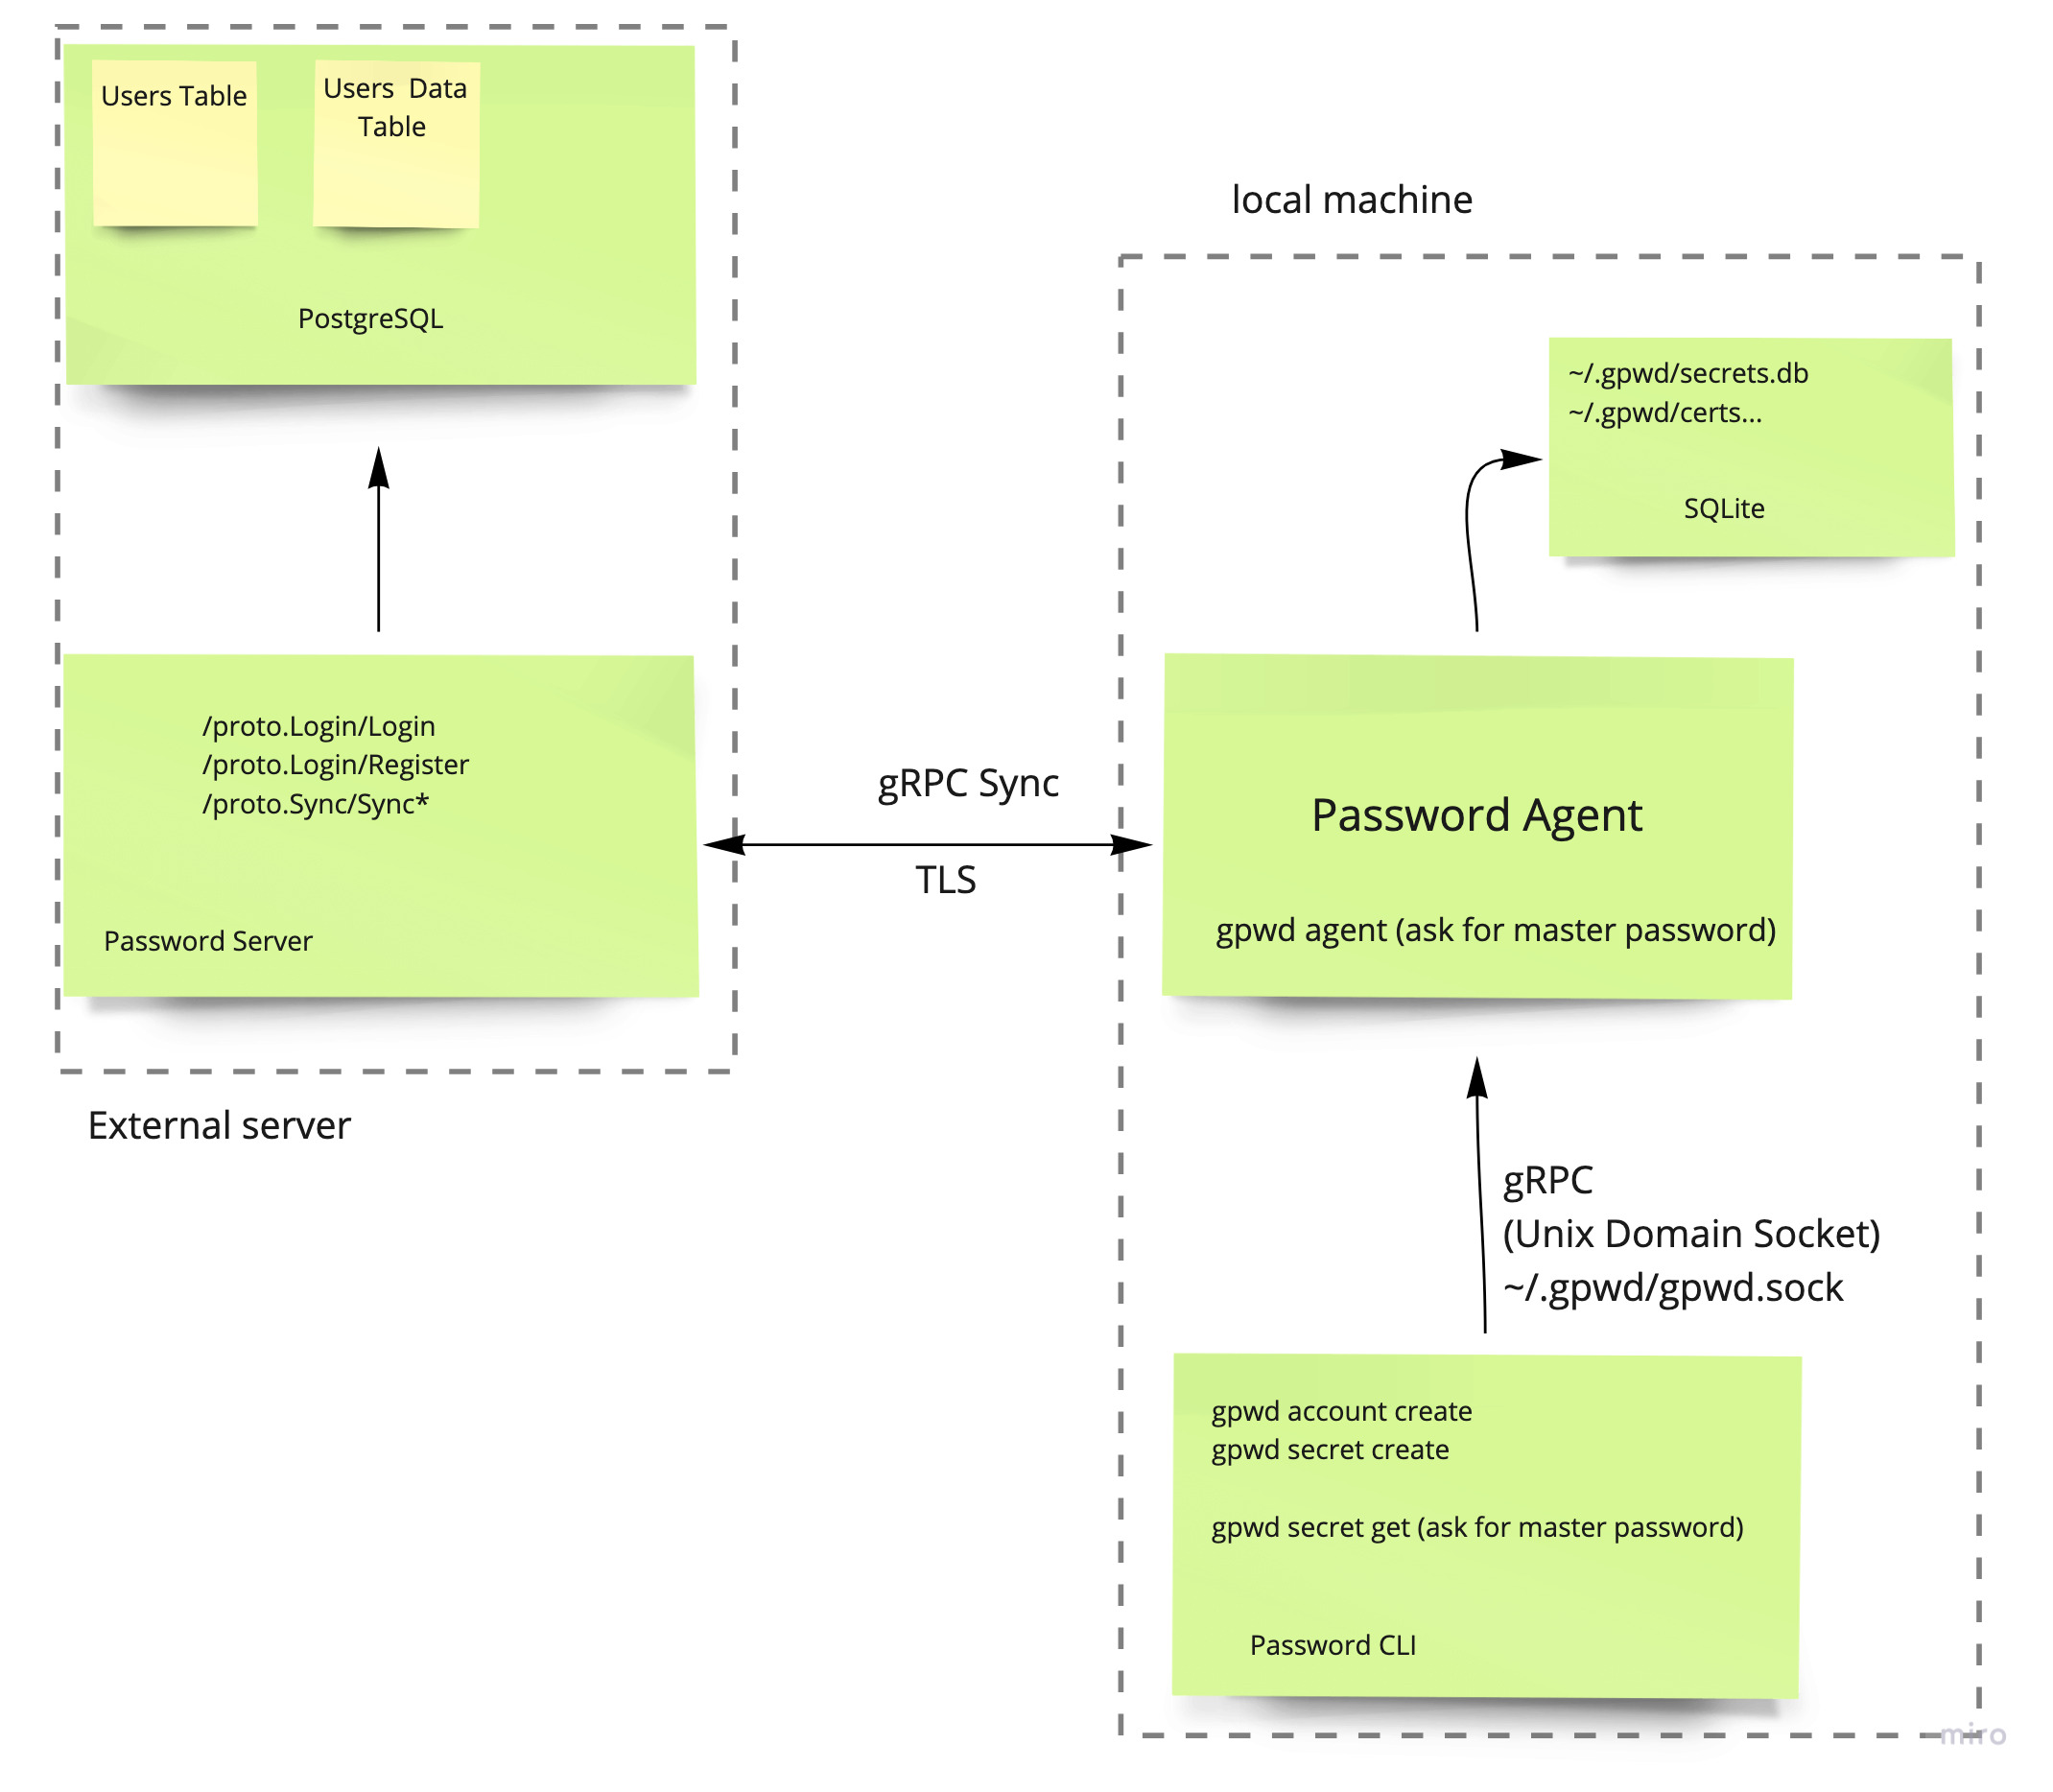 Users Table
Users  Data
Table
PostgreSQL
/proto.Login/Login
/proto.Login/Register
/proto.Sync/Sync*
Password Server
External server
gRPC Sync
TLS
local machine
~/.gpwd/secrets.db
~/.gpwd/certs...
SQLite
Password Agent
gpwd agent (ask for master password)
gRPC
(Unix Domain Socket)
~/.gpwd/gpwd.sock
gpwd account create
gpwd secret create
gpwd secret get (ask for master password)
Password CLI
miro